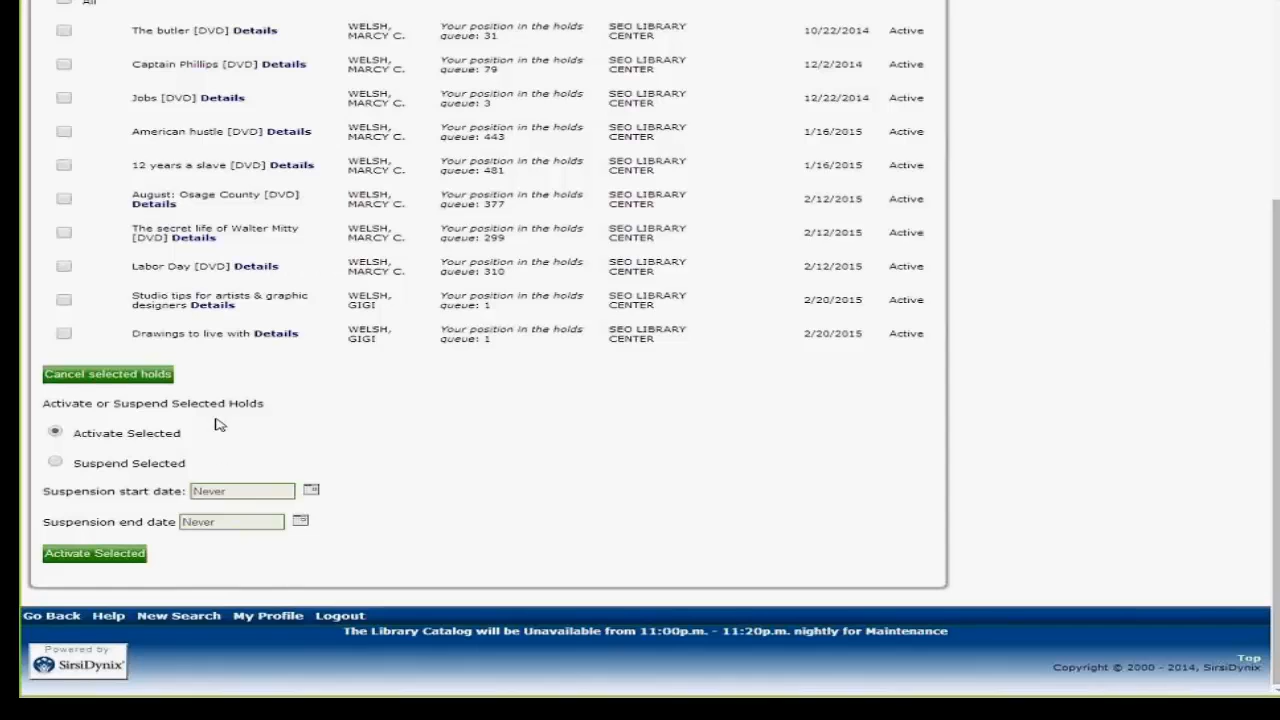 All
The butler [DVD] Details WELSH, MARCY C. Your position in the holds queue: 31 SEO LIBRARY CENTER 10/22/2014 Active
Captain Phillips [DVD] Details WELSH, MARCY C. Your position in the holds queue: 79 SEO LIBRARY CENTER 12/2/2014 Active
Jobs [DVD] Details WELSH, MARCY C. Your position in the holds queue: 3 SEO LIBRARY CENTER 12/22/2014 Active
American hustle [DVD] Details WELSH, MARCY C. Your position in the holds queue: 443 SEO LIBRARY CENTER 1/16/2015 Active
12 years a slave [DVD] Details WELSH, MARCY C. Your position in the holds queue: 481 SEO LIBRARY CENTER 1/16/2015 Active
August: Osage County [DVD] Details WELSH, MARCY C. Your position in the holds queue: 377 SEO LIBRARY CENTER 2/12/2015 Active
The secret life of Walter Mitty [DVD] Details WELSH, MARCY C. Your position in the holds queue: 299 SEO LIBRARY CENTER 2/12/2015 Active
Labor Day [DVD] Details WELSH, MARCY C. Your position in the holds queue: 310 SEO LIBRARY CENTER 2/12/2015 Active
Studio tips for artists & graphic designers Details WELSH, GIGI Your position in the holds queue: 1 SEO LIBRARY CENTER 2/20/2015 Active
Drawings to live with Details WELSH, GIGI Your position in the holds queue: 1 SEO LIBRARY CENTER 2/20/2015 Active
Cancel selected holds
Activate or Suspend Selected Holds
Activate Selected
Suspend Selected
Suspension start date: Never
Suspension end date Never
Activate Selected
Go Back Help New Search My Profile Logout
The Library Catalog will be Unavailable from 11:00p.m. - 11:20p.m. nightly for Maintenance
Powered by
SirsiDynix
Top
Copyright © 2000 - 2014, SirsiDynix